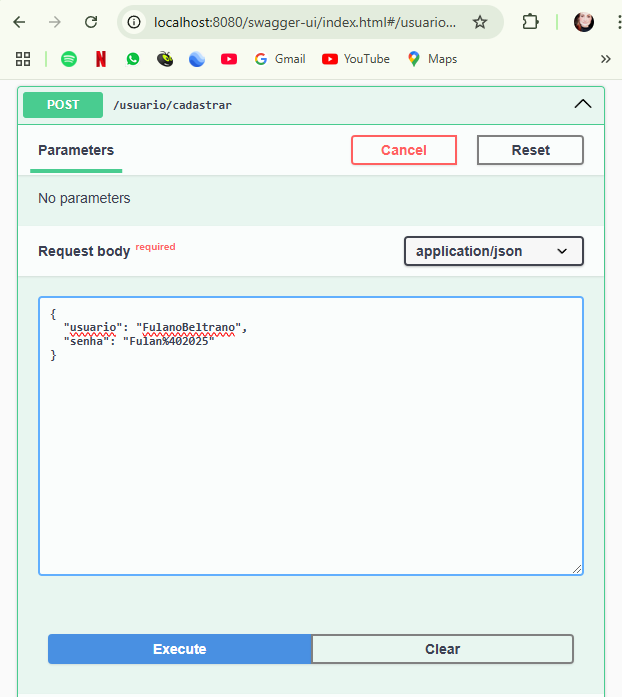 localhost:8080/swagger-ui/index.html#/usuario...
Gmail
YouTube
Maps
»
POST
/usuario/cadastrar
Parameters
Cancel
Reset
No parameters
Request body required
application/json
{
"usuario": "FulanoBeltrano",
"senha": "Fulan%402025"
}
Execute
Clear